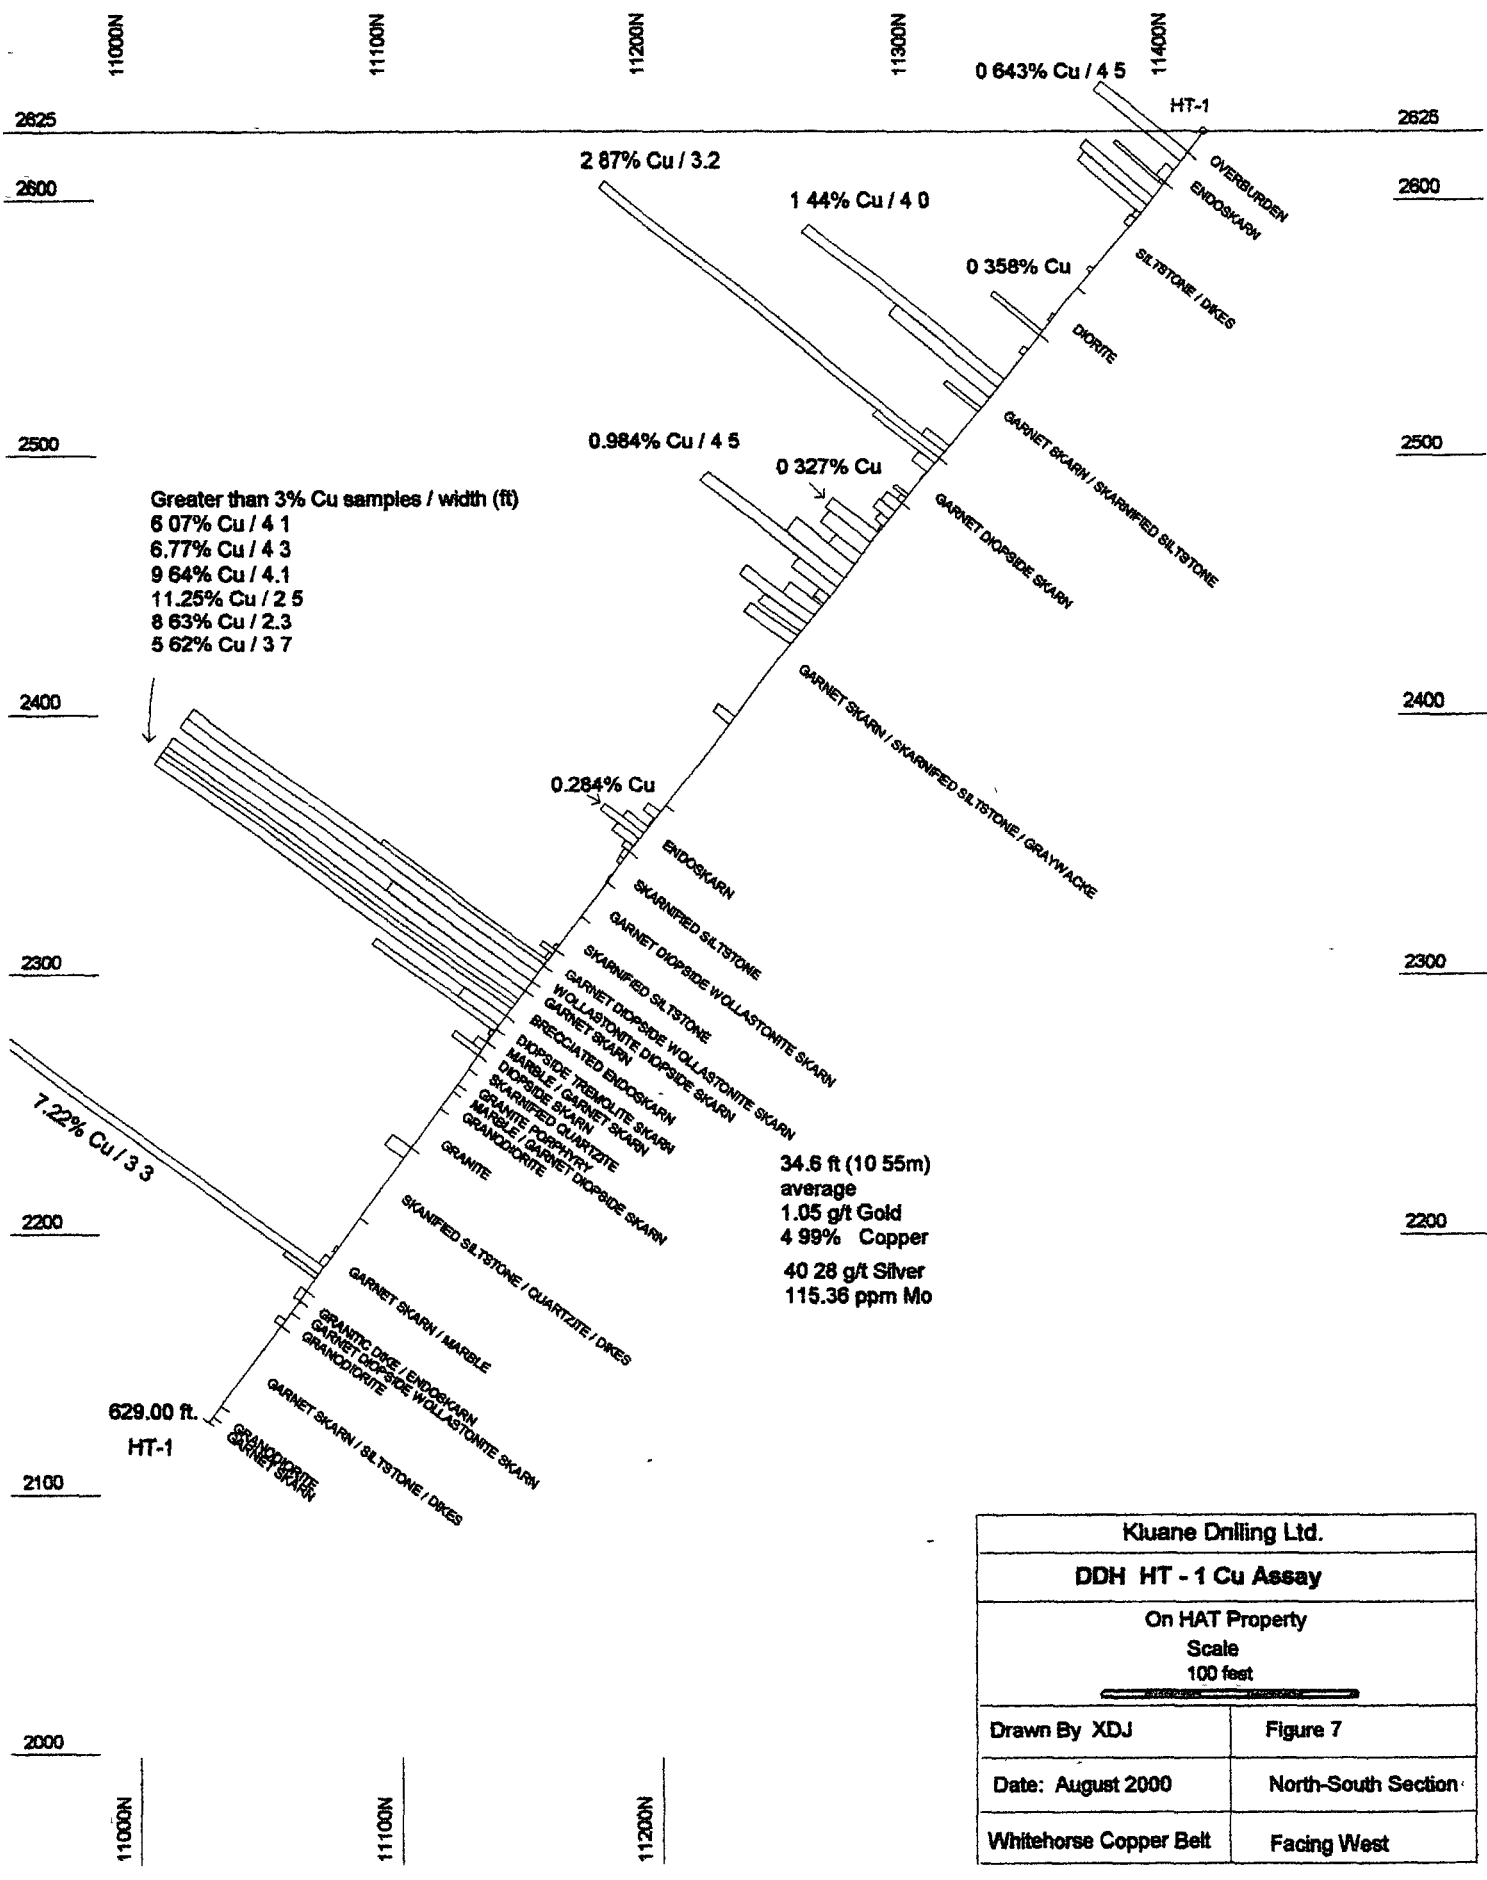 11000N
11100N
11200N
11300N
11400N
0 643% Cu / 4 5
HT-1
2625
2625
2 87% Cu / 3.2
2600
2600
1 44% Cu / 4 0
0 358% Cu
OVERBURDEN
ENDOSKARN
SILTSTONE / DIKES
DIORITE
0.984% Cu / 4 5
2500
2500
0 327% Cu
GARNET SKARN / SKARNIFIED SILTSTONE
GARNET DIOPSIDE SKARN
Greater than 3% Cu samples / width (ft)
6 07% Cu / 4 1
6.77% Cu / 4 3
9 64% Cu / 4.1
11.25% Cu / 2 5
8 63% Cu / 2.3
5 62% Cu / 3 7
GARNET SKARN / SKARNIFIED SILTSTONE / GRAYWACKE
2400
2400
0.284% Cu
ENDOSKARN
SKARNIFIED SILTSTONE
GARNET DIOPSIDE WOLLASTONITE SKARN
SKARNIFIED SILTSTONE
2300
2300
GARNET DIOPSIDE WOLLASTONITE SKARN
WOLLASTONITE DIOPSIDE SKARN
GARNET SKARN
BRECCIATED ENDOSKARN
DIOPSIDE TREMOLITE SKARN
MARBLE / GARNET SKARN
DIOPSIDE SKARN
SKARNIFIED QUARTZITE
GRANITE PORPHYRY
MARBLE / GARNET DIOPSIDE SKARN
GRANODIORITE
GRANITE
7.22% Cu / 3 3
34.6 ft (10 55m)
average
1.05 g/t Gold
4 99% Copper
40 28 g/t Silver
115.36 ppm Mo
SKANIFIED SILTSTONE / QUARTZITE / DIKES
2200
2200
GARNET SKARN / MARBLE
GRANITIC DIKE / ENDOSKARN
GARNET DIOPSIDE WOLLASTONITE SKARN
GRANODIORITE
GARNET SKARN / SILTSTONE / DIKES
629.00 ft.
HT-1
GRANODIORITE
GARNET SKARN
2100
2000
11000N
11100N
11200N
Kluane Drilling Ltd.
DDH HT - 1 Cu Assay
On HAT Property
Scale
100 feet
Drawn By XDJ
Figure 7
Date: August 2000
North-South Section
Whitehorse Copper Belt
Facing West